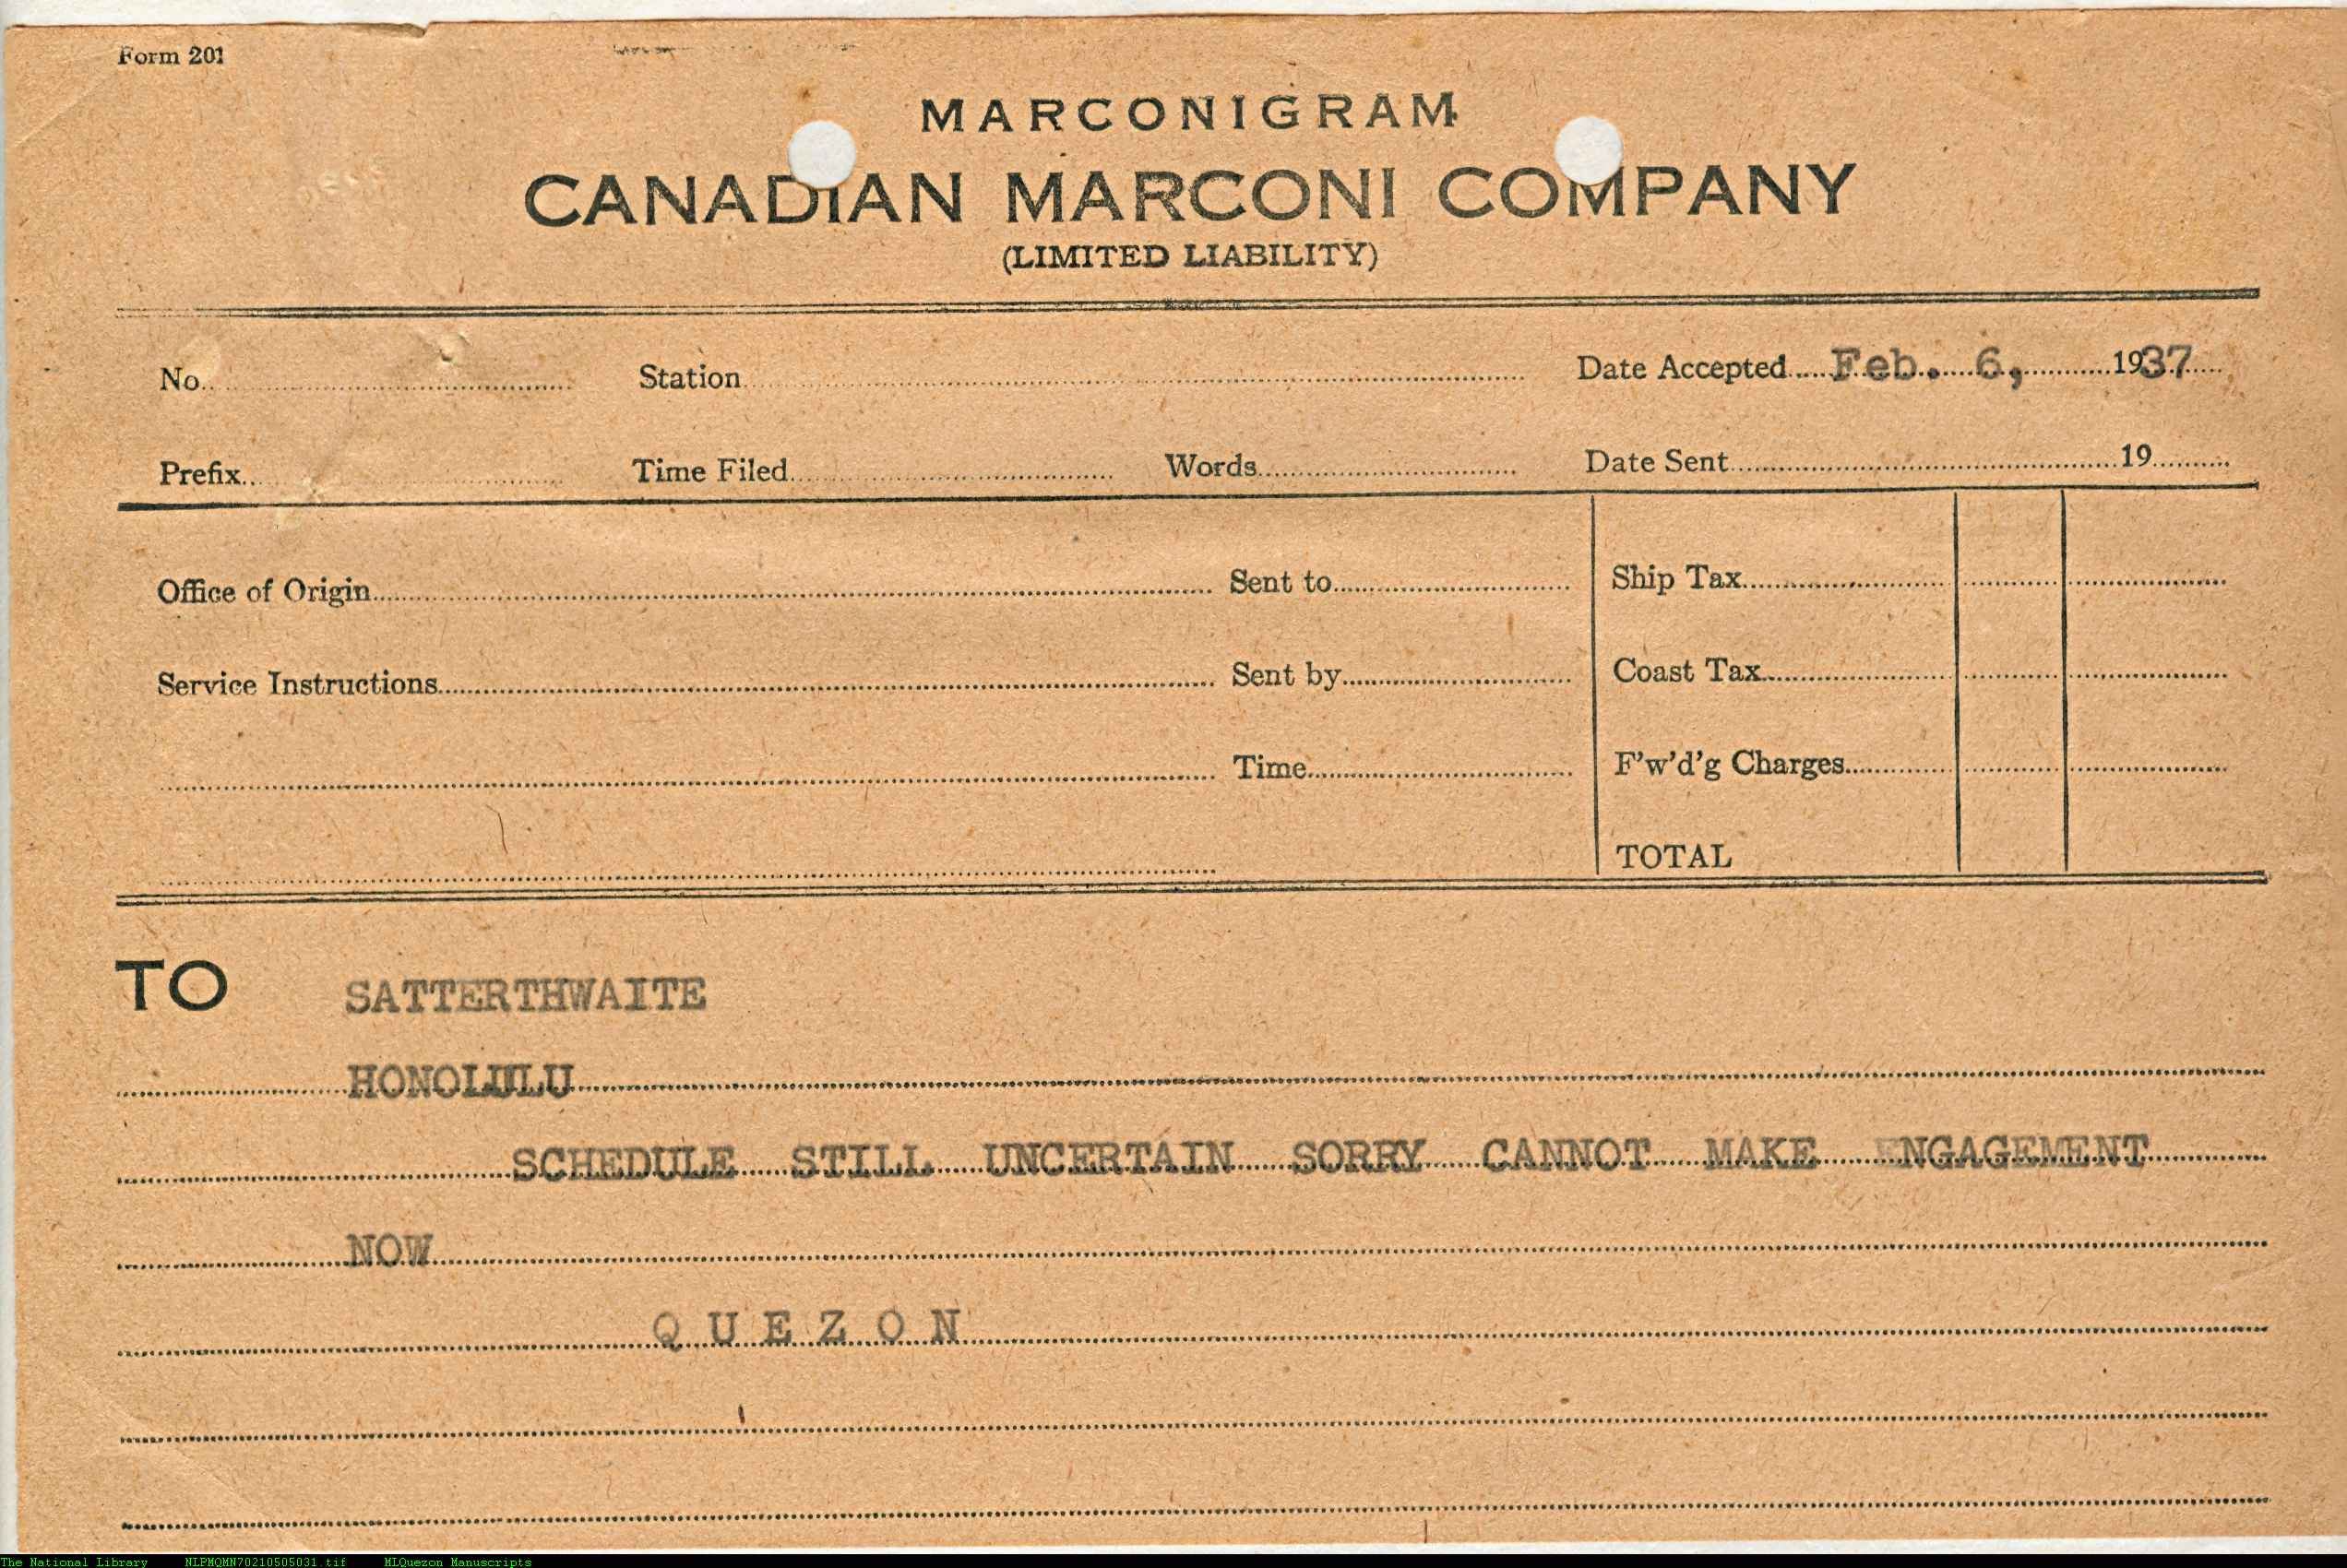 Form 201
MARCONIGRAM
CANADIAN MARCONI COMPANY
(LIMITED LIABILITY)
No. Station Date Accepted Feb. 6, 1937
Prefix Time Filed Words Date Sent 19
Office of Origin Sent to Ship Tax
Service Instructions Sent by Coast Tax
Time F'w'd'g Charges
TOTAL
TO SATTERTHWAITE
HONOLULU
SCHEDULE STILL UNCERTAIN SORRY CANNOT MAKE ENGAGEMENT
NOW
Q U E Z O N
The National Library NLPMQMN70210505031.tif MLQuezon Manuscripts